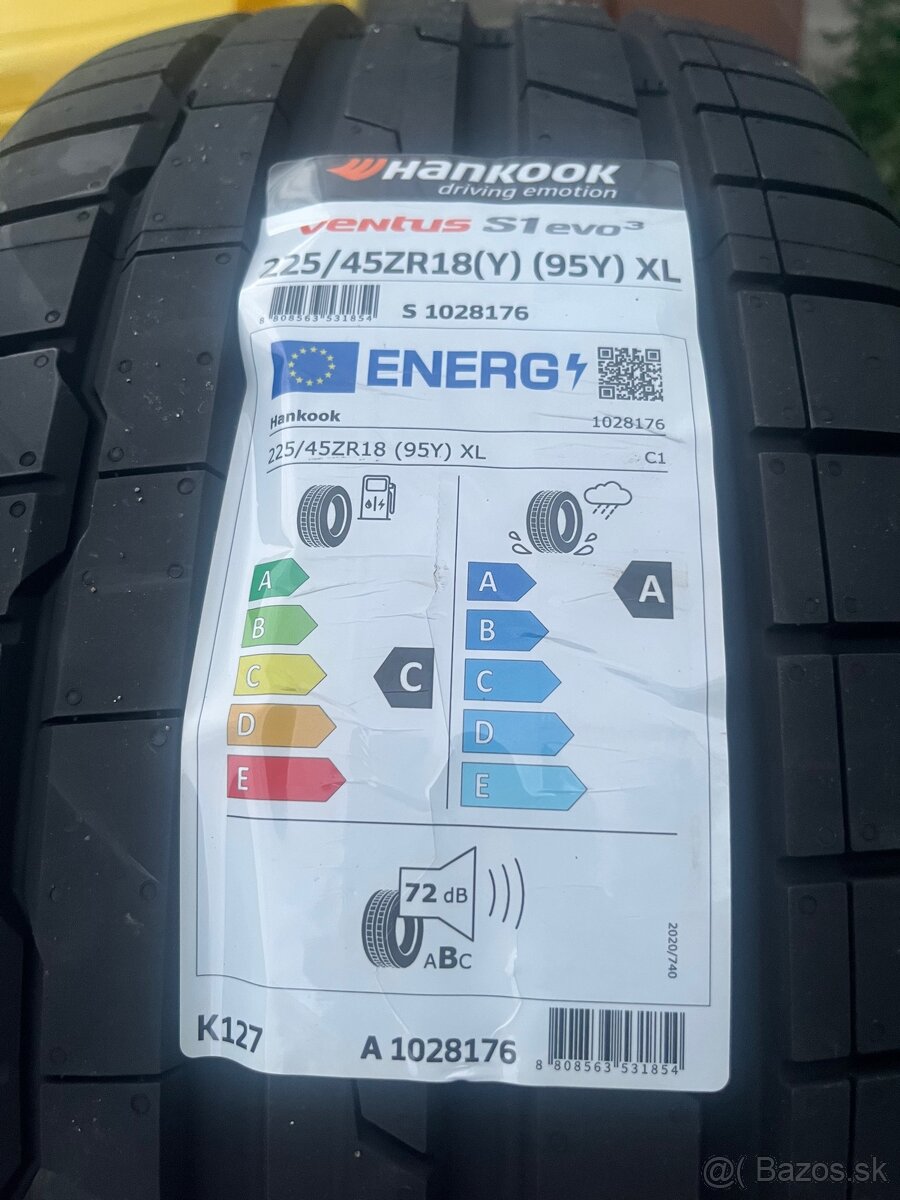 Hankook
driving emotion
ventus S1 evo³
225/45ZR18(Y) (95Y) XL
8 808563 531854
S 1028176
ENERG
Hankook
1028176
225/45ZR18 (95Y) XL
C1
A
B
C
D
E
C
A
B
C
D
E
A
72 dB
ABC
2020/740
K127
A 1028176
8 808563 531854
@( Bazos.sk